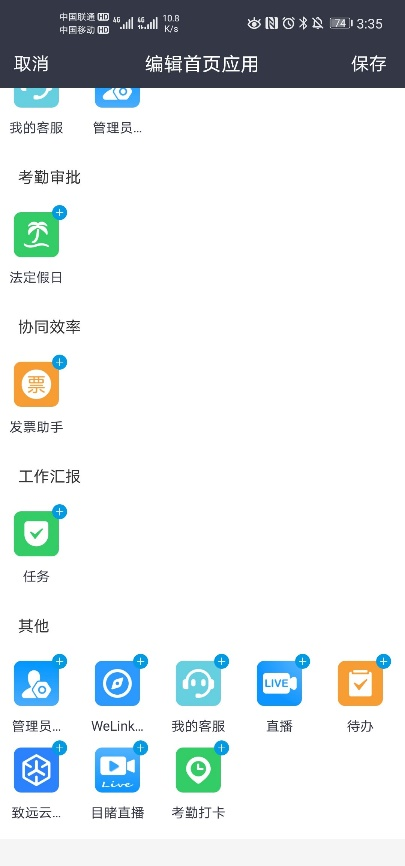 中国联通 HD 4G 4G 10.8
中国移动 HD K/s 74 3:35
取消 编辑首页应用 保存
我的客服 管理员...
考勤审批
法定假日
协同效率
票
发票助手
工作汇报
任务
其他
LIVE
管理员... WeLink... 我的客服 直播 待办
Live
致远云... 目睹直播 考勤打卡